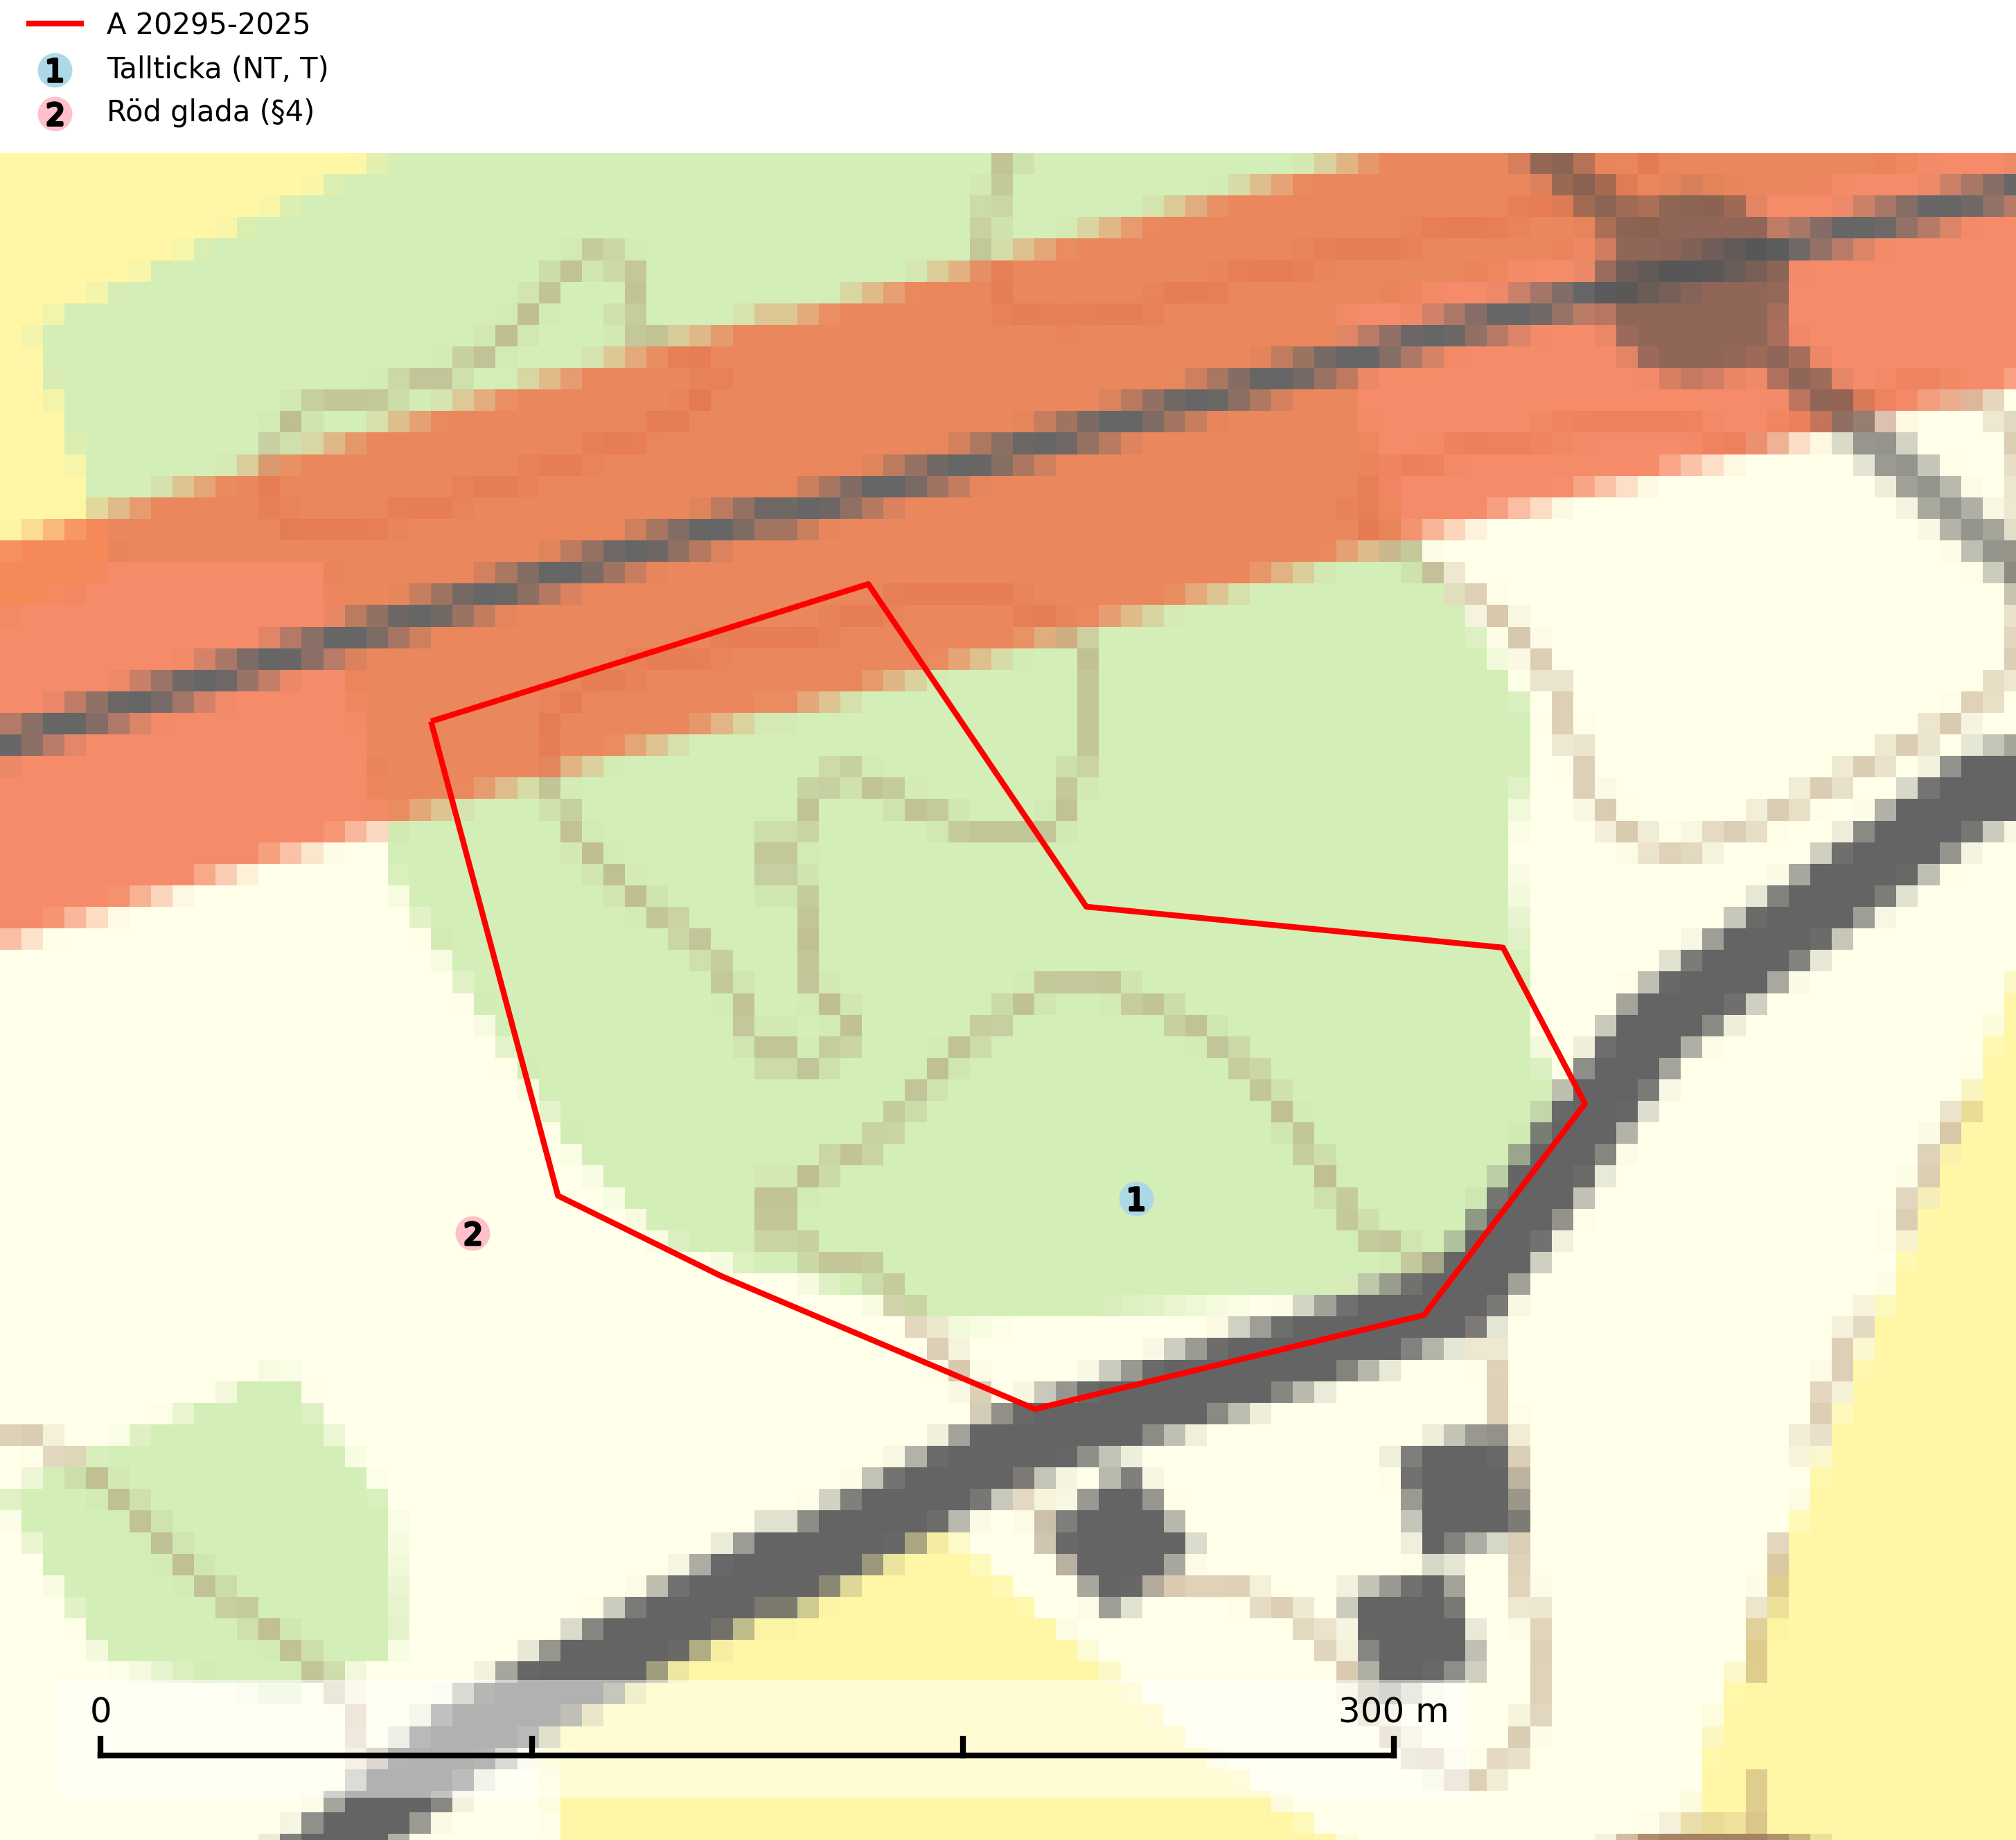 A 20295-2025
1 Tallticka (NT, T)
2 Röd glada (§4)
1
2
0 300 m